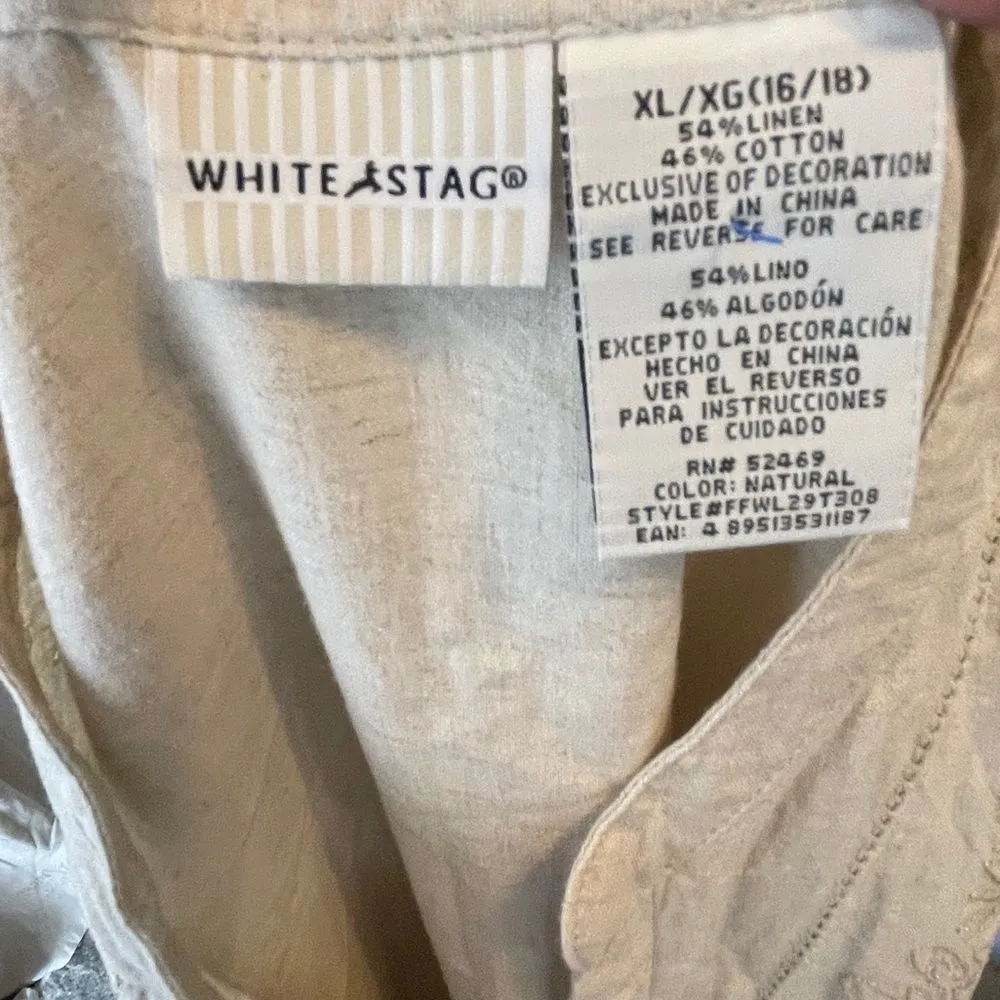 WHITE STAG®
XL/XG(16/18)
54%LINEN
46% COTTON
EXCLUSIVE OF DECORATION
MADE IN CHINA
SEE REVERSE FOR CARE
54%LINO
46% ALGODÓN
EXCEPTO LA DECORACIÓN
HECHO EN CHINA
VER EL REVERSO
PARA INSTRUCCIONES
DE CUIDADO
RN# 52469
COLOR: NATURAL
STYLE#FFWL29T308
EAN: 4 89513531187